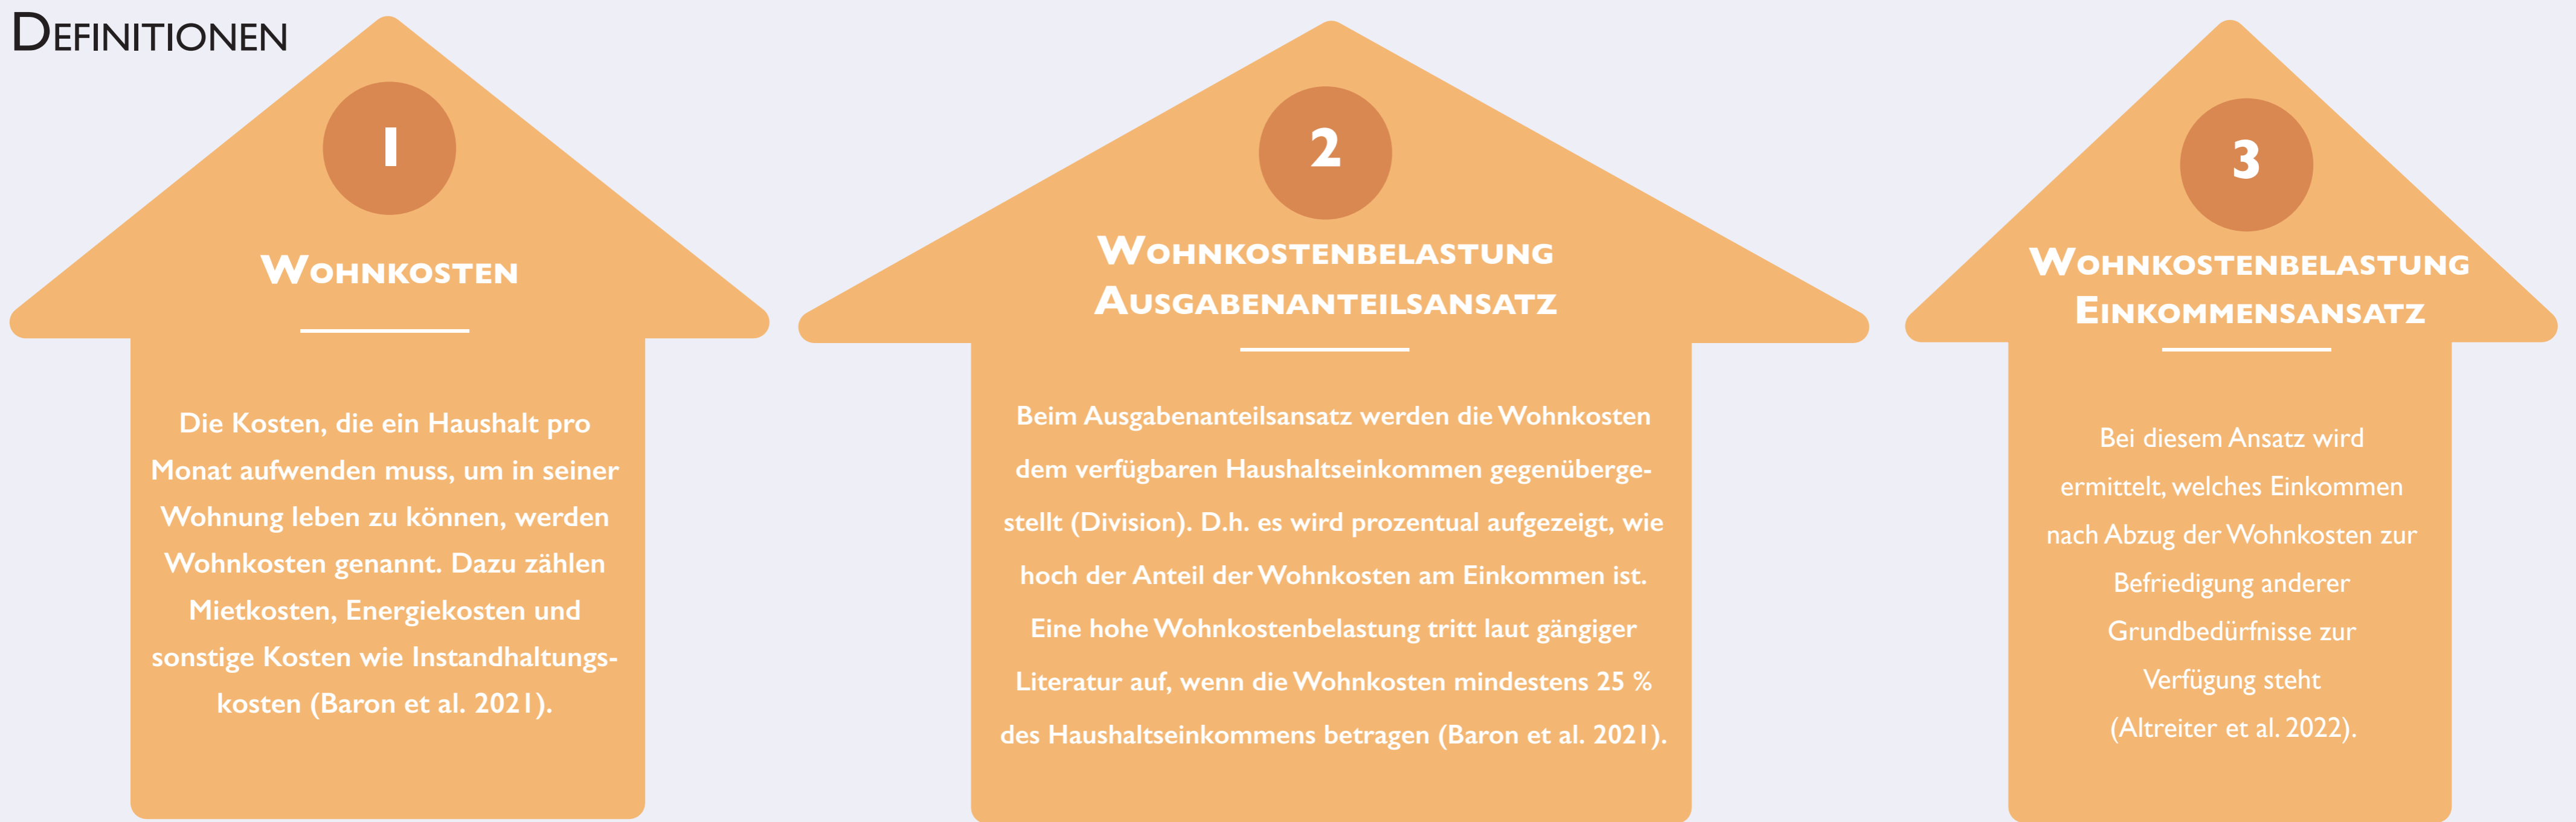 Definitionen
1
Wohnkosten
Die Kosten, die ein Haushalt pro
Monat aufwenden muss, um in seiner
Wohnung leben zu können, werden
Wohnkosten genannt. Dazu zählen
Mietkosten, Energiekosten und
sonstige Kosten wie Instandhaltungs-
kosten (Baron et al. 2021).
2
Wohnkostenbelastung
Ausgabenanteilsansatz
Beim Ausgabenanteilsansatz werden die Wohnkosten
dem verfügbaren Haushaltseinkommen gegenüberge-
stellt (Division). D.h. es wird prozentual aufgezeigt, wie
hoch der Anteil der Wohnkosten am Einkommen ist.
Eine hohe Wohnkostenbelastung tritt laut gängiger
Literatur auf, wenn die Wohnkosten mindestens 25 %
des Haushaltseinkommens betragen (Baron et al. 2021).
3
Wohnkostenbelastung
Einkommensansatz
Bei diesem Ansatz wird
ermittelt, welches Einkommen
nach Abzug der Wohnkosten zur
Befriedigung anderer
Grundbedürfnisse zur
Verfügung steht
(Altreiter et al. 2022).